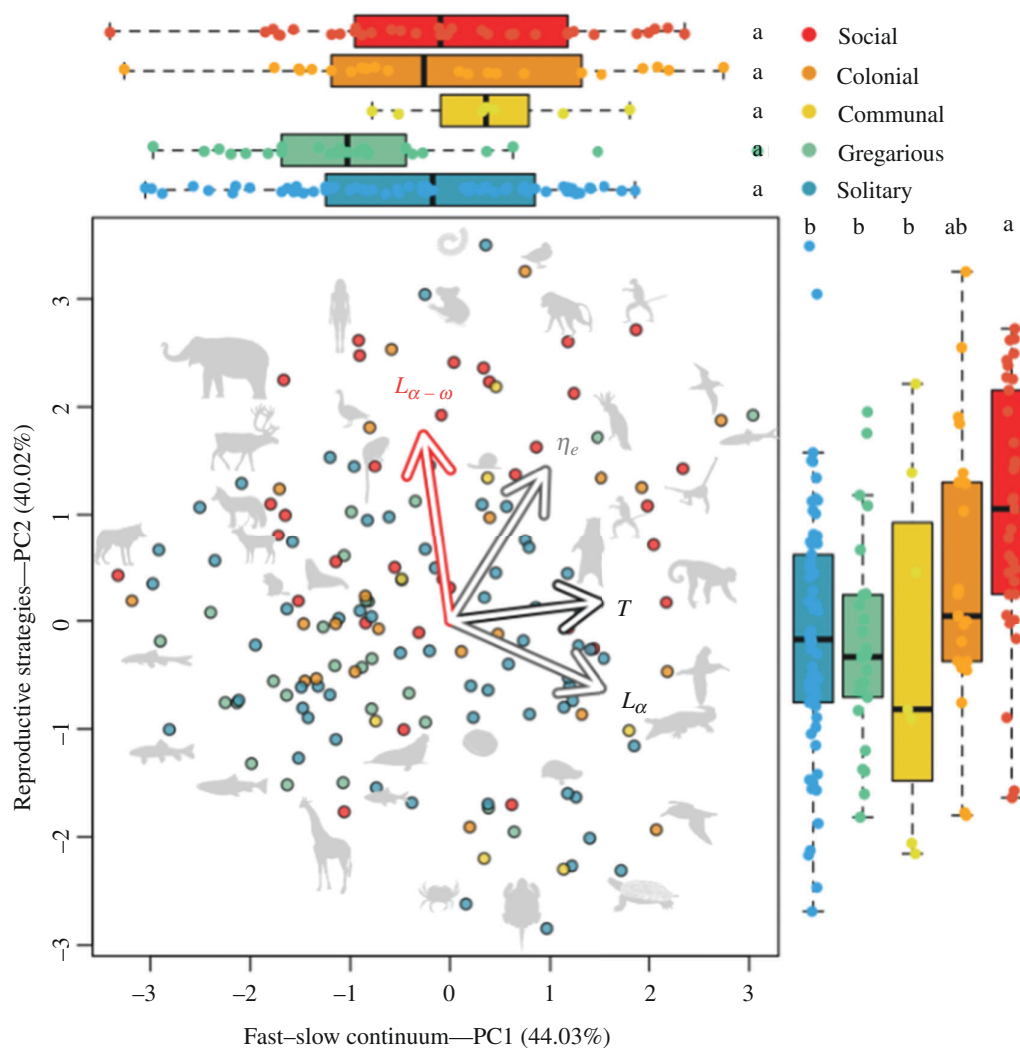 a Social
a Colonial
a Communal
a Gregarious
a Solitary
b b b ab a
3
2
1
0
–1
–2
–3
Reproductive strategies—PC2 (40.02%)
Lα – ω
ηe
T
Lα
–3 –2 –1 0 1 2 3
Fast–slow continuum—PC1 (44.03%)